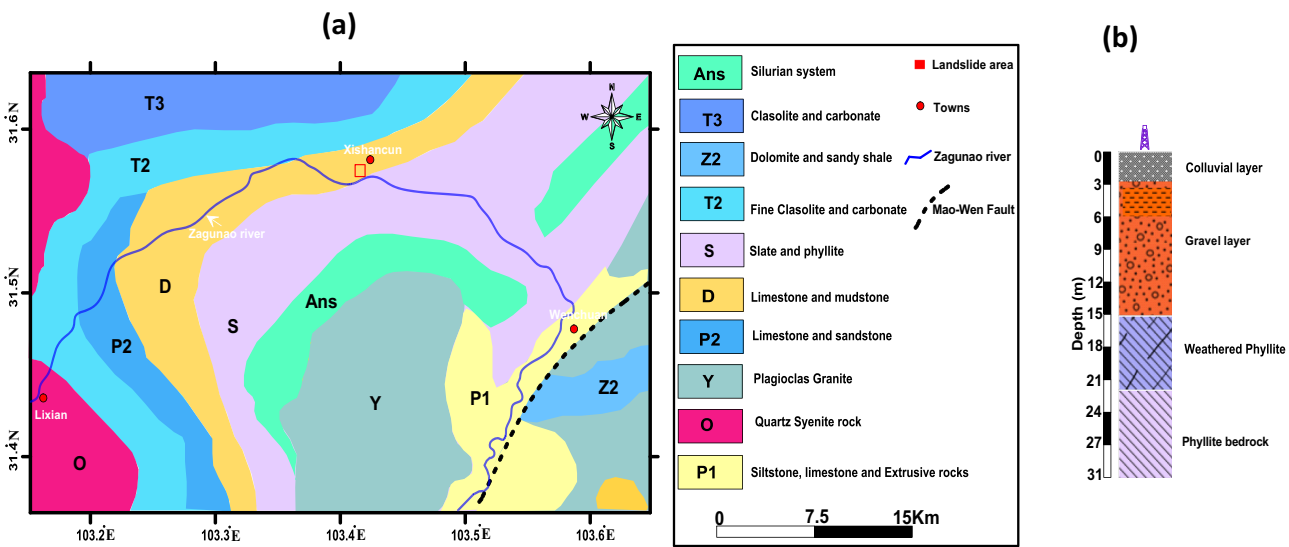 (a)
31.6°N
31.5°N
31.4°N
T3
T2
N
W
E
S
Xishancun
Zagunao river
D
Ans
S
P2
Y
P1
Z2
O
Lixian
103.2°E
103.3°E
103.4°E
103.5°E
103.6°E
Ans
Silurian system
T3
Clasolite and carbonate
Z2
Dolomite and sandy shale
T2
Fine Clasolite and carbonate
S
Slate and phyllite
D
Limestone and mudstone
P2
Limestone and sandstone
Y
Plagioclas Granite
O
Quartz Syenite rock
P1
Siltstone, limestone and Extrusive rocks
Landslide area
Towns
Zagunao river
Mao-Wen Fault
0
7.5
15Km
(b)
Depth (m)
0
3
6
9
12
15
18
21
24
27
31
Colluvial layer
Gravel layer
Weathered Phyllite
Phyllite bedrock